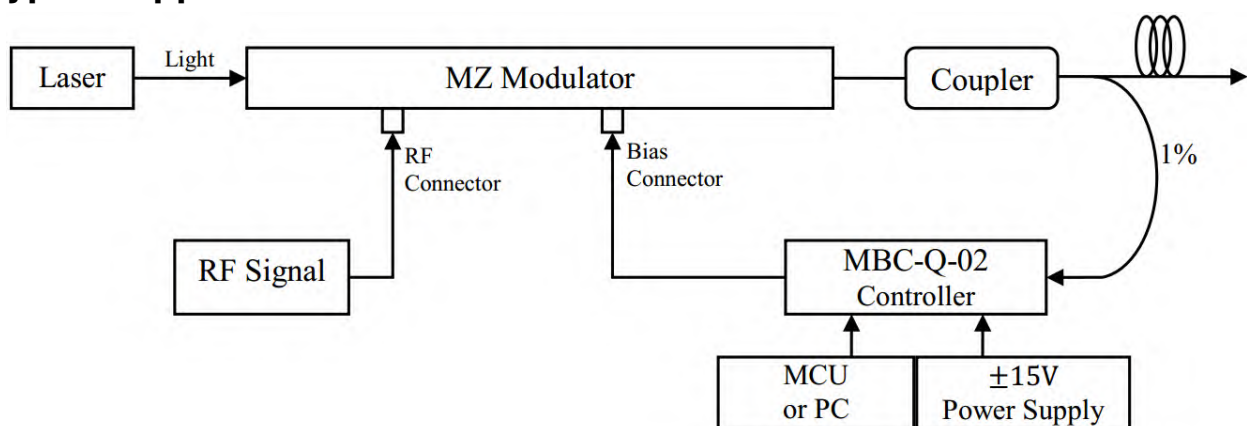 Laser
Light
MZ Modulator
Coupler
RF
Connector
Bias
Connector
1%
RF Signal
MBC-Q-02
Controller
MCU
or PC
±15V
Power Supply